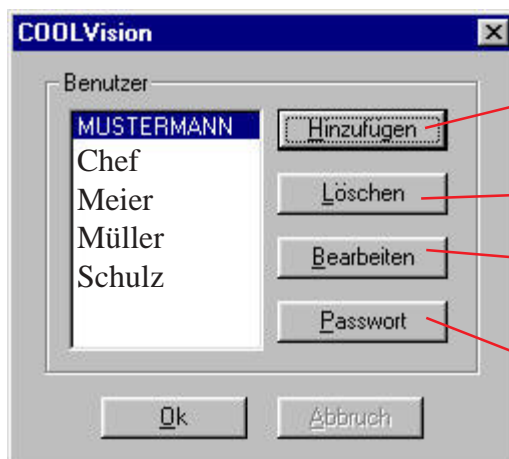 COOLVision
Benutzer
MUSTERMANN
Chef
Meier
Müller
Schulz
Hinzufügen
Löschen
Bearbeiten
Passwort
Ok
Abbruch